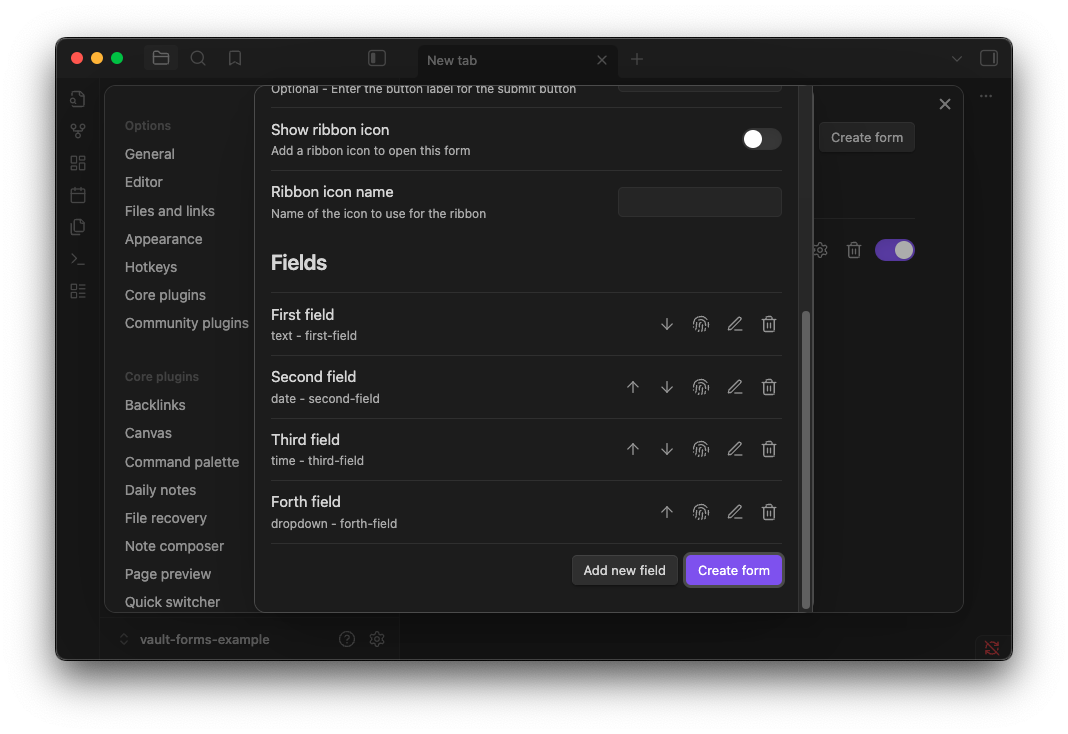 New tab
Optional - Enter the button label for the submit button
Options
General
Editor
Files and links
Appearance
Hotkeys
Core plugins
Community plugins
Core plugins
Backlinks
Canvas
Command palette
Daily notes
File recovery
Note composer
Page preview
Quick switcher
Show ribbon icon
Add a ribbon icon to open this form
Ribbon icon name
Name of the icon to use for the ribbon
Fields
First field
text - first-field
Second field
date - second-field
Third field
time - third-field
Forth field
dropdown - forth-field
Add new field
Create form
Create form
vault-forms-example